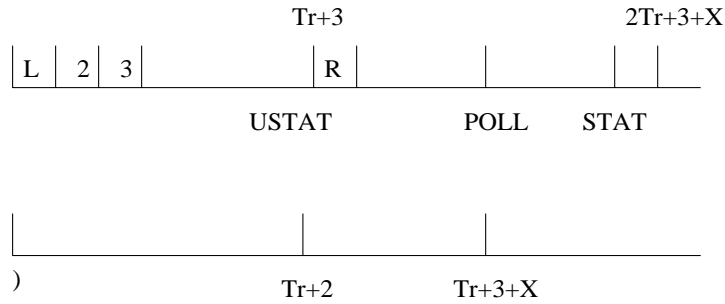 Tr+3 2Tr+3+X
L 2 3 R
USTAT POLL STAT
)
Tr+2 Tr+3+X